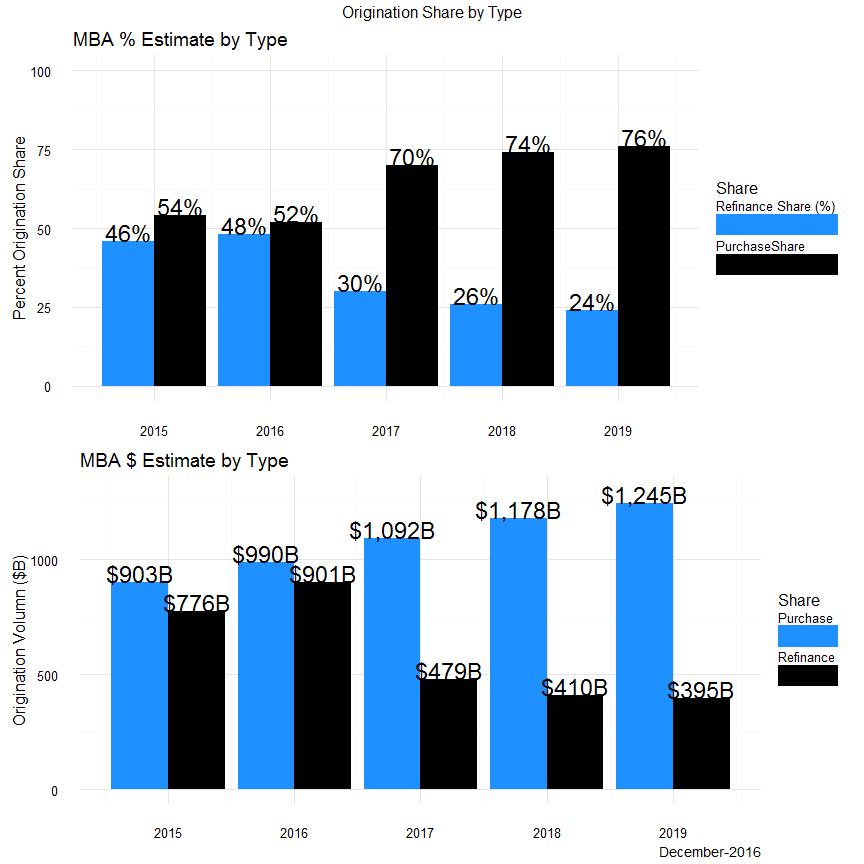 Origination Share by Type
MBA % Estimate by Type
Percent Origination Share
100
75
50
25
0
46%
54%
48%
52%
30%
70%
26%
74%
24%
76%
2015
2016
2017
2018
2019
Share
Refinance Share (%)
PurchaseShare
MBA $ Estimate by Type
Origination Volumn ($B)
1000
500
0
$903B
$776B
$990B
$901B
$1,092B
$479B
$1,178B
$410B
$1,245B
$395B
2015
2016
2017
2018
2019
Share
Purchase
Refinance
December-2016